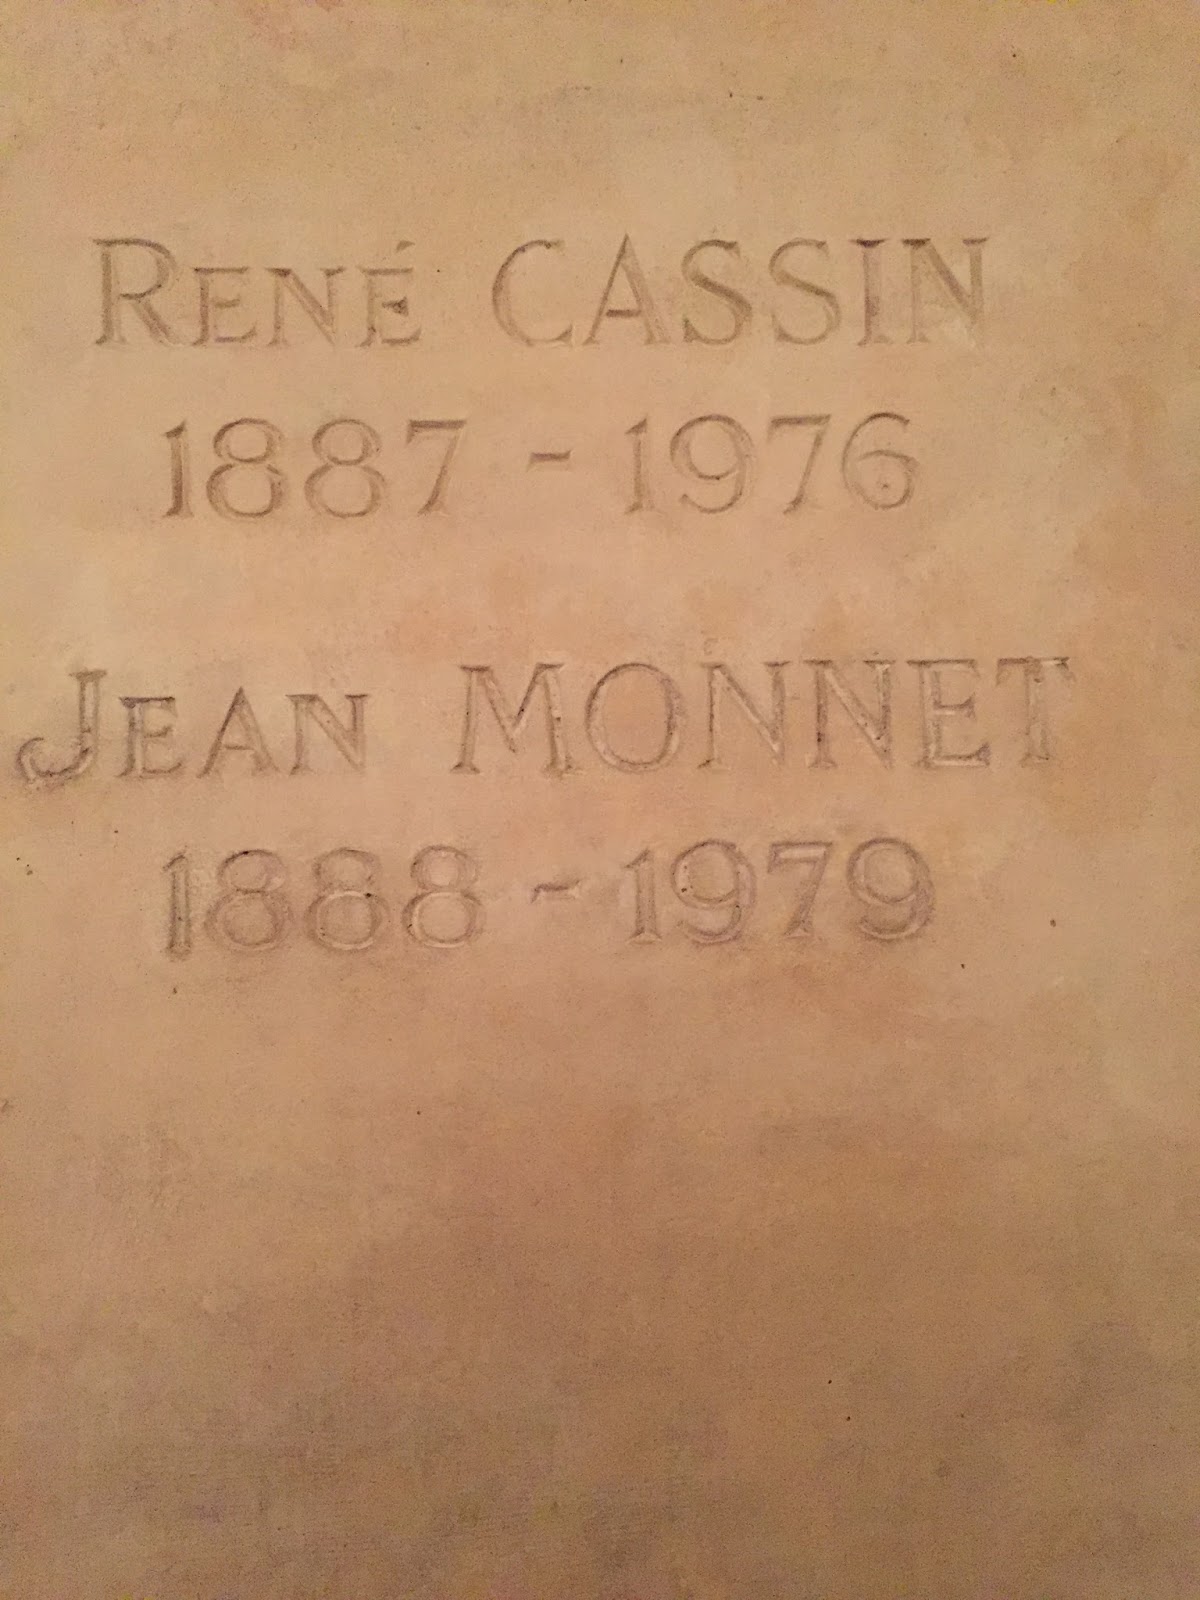 RENÉ CASSIN
1887 - 1976
JEAN MONNET
1888 - 1979